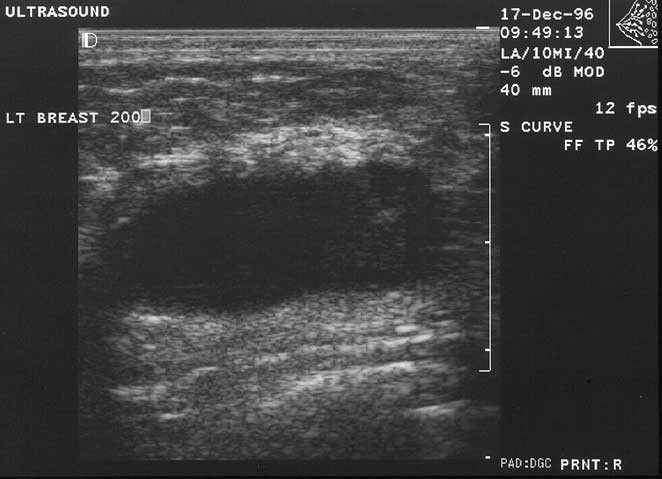 ULTRASOUND
17-Dec-96
09:49:13
LA/10MI/40
-6 dB MOD
40 mm
12 fps
LT BREAST 200
S CURVE
FF TP 46%
PAD:DGC PRNT:R